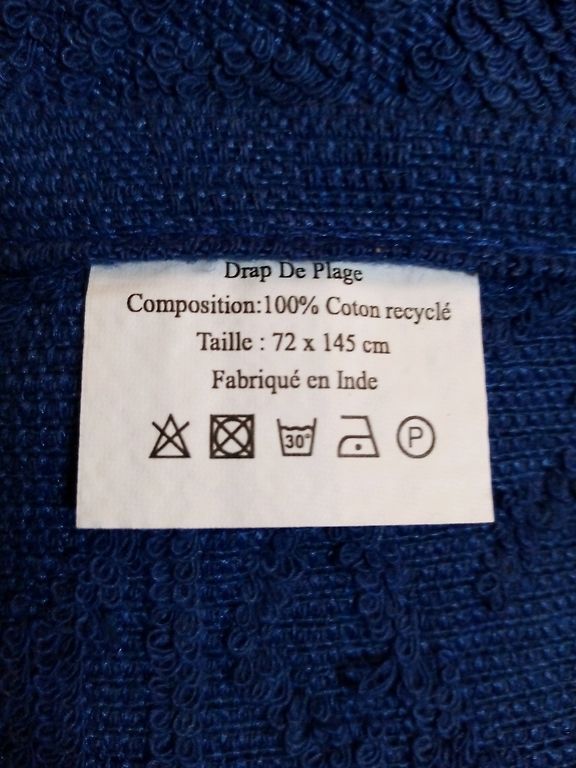 Drap De Plage
Composition:100% Coton recyclé
Taille : 72 x 145 cm
Fabriqué en Inde
30° P